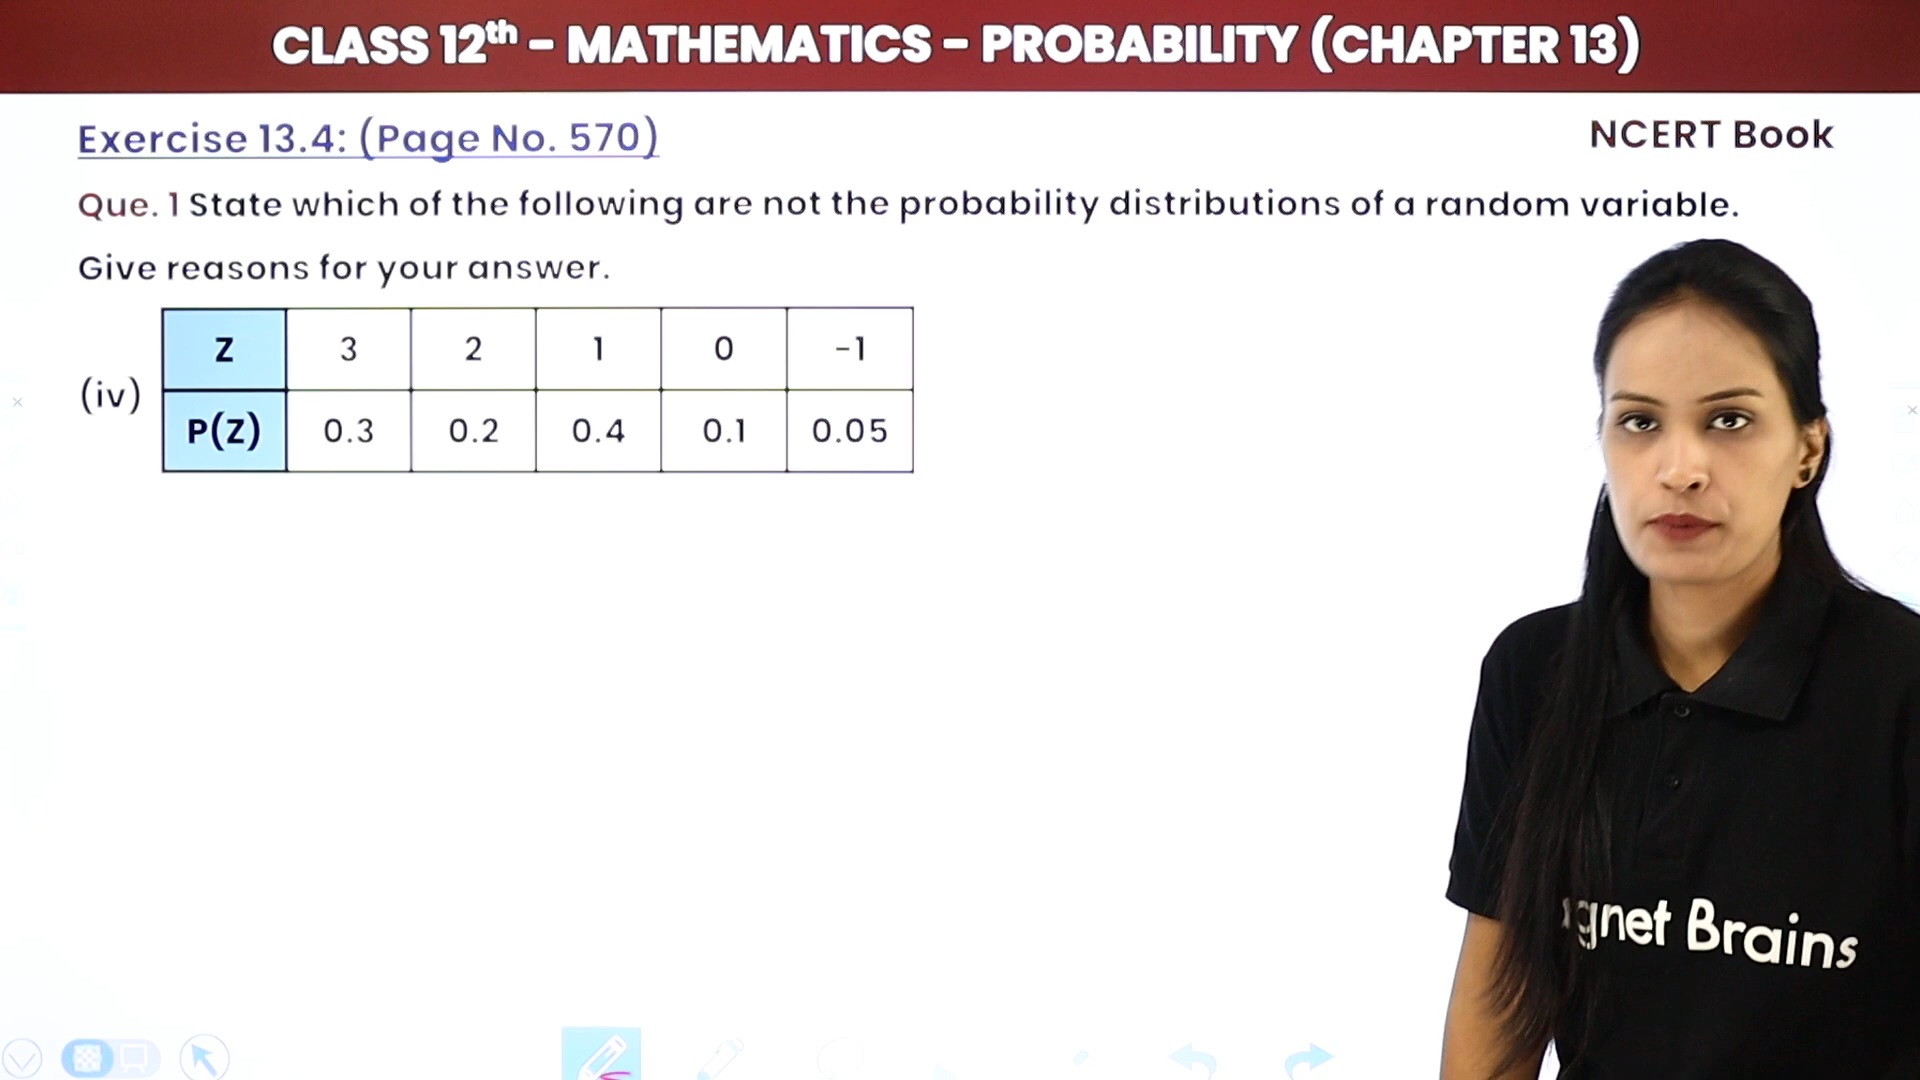 CLASS 12th – MATHEMATICS – PROBABILITY (CHAPTER 13)
Exercise 13.4: (Page No. 570)
NCERT Book
Que. 1 State which of the following are not the probability distributions of a random variable.
Give reasons for your answer.
(iv)
Z 3 2 1 0 -1
P(Z) 0.3 0.2 0.4 0.1 0.05
gnet Brains